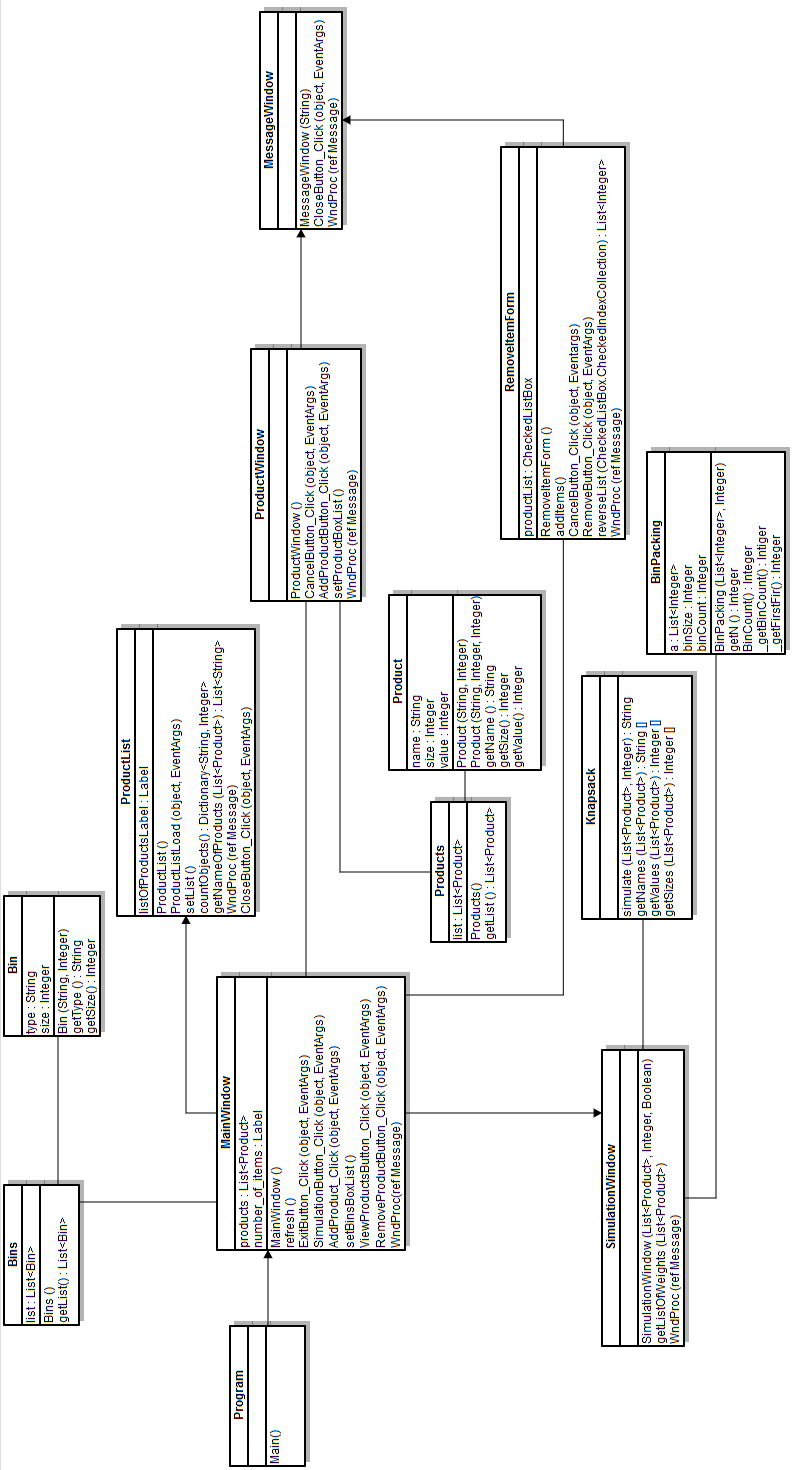 Program
Main()
Bins
list : List<Bin>
Bins ()
getList() : List<Bin>
Bin
type : String
size : Integer
Bin (String, Integer)
getType () : String
getSize() : Integer
MainWindow
products : List<Product>
number_of_items : Label
MainWindow ()
refresh ()
ExitButton_Click (object, EventArgs)
SimulationButton_Click (object, EventArgs)
AddProduct_Click (object, EventArgs)
setBinsBoxList ()
ViewProductsButton_Click (object, EventArgs)
RemoveProductButton_Click (object, EventArgs)
WndProc(ref Message)
SimulationWindow
SimulationWindow (List<Product>, Integer, Boolean)
getListOfWeights (List<Product>)
WndProc (ref Message)
ProductList
listOfProductsLabel : Label
ProductList ()
ProductListLoad (object, EventArgs)
setList ()
countObjects() : Dictionary<String, Integer>
getNameOfProducts (List<Product>) : List<String>
WndProc (ref Message)
CloseButton_Click (object, EventArgs)
Products
list : List<Product>
Products()
getList () : List<Product>
Product
name : String
size : Integer
value : Integer
Product (String, Integer)
Product (String, Integer, Integer)
getName () : String
getSize() : Integer
getValue() : Integer
Knapsack
simulate (List<Product>, Integer) : String
getNames (List<Product>) : String []
getValues (List<Product>) : Integer []
getSizes (List<Product>) : Integer []
BinPacking
a : List<Integer>
binSize : Integer
binCount : Integer
BinPacking (List<Integer>, Integer)
getN () : Integer
BinCount() : Integer
_getBinCount() : Intiger
_getFirstFir() : Integer
ProductWindow
ProductWindow ()
CancelButton_Click (object, EventArgs)
AddProductButton_Click (object, EventArgs)
setProductBoxList ()
WndProc (ref Message)
RemoveItemForm
productList : CheckedListBox
RemoveItemForm ()
addItems()
CancelButton_Click (object, Eventargs)
RemoveButton_Click (object, EventArgs)
reverseList (CheckedListBox.CheckedIndexCollection) : List<Integer>
WndProc (ref Message)
MessageWindow
MessageWindow (String)
CloseButton_Click (object, EventArgs)
WndProc (ref Message)